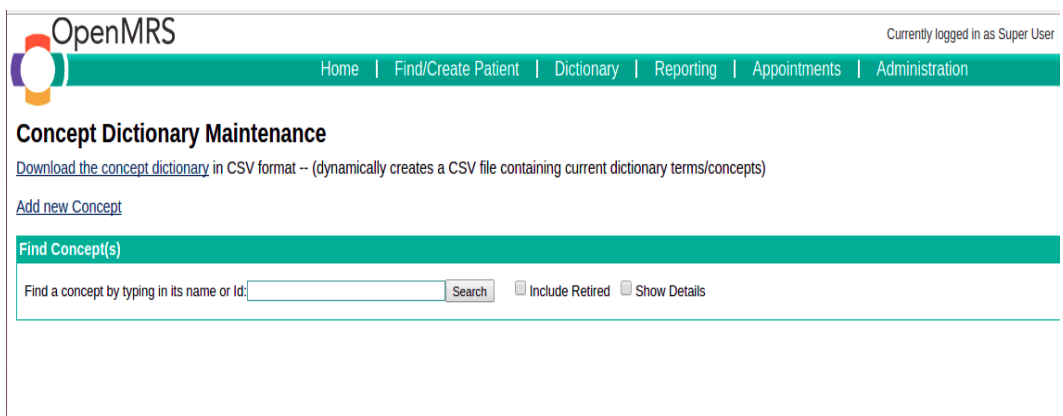 OpenMRS
Currently logged in as Super User
Home | Find/Create Patient | Dictionary | Reporting | Appointments | Administration
Concept Dictionary Maintenance
Download the concept dictionary in CSV format -- (dynamically creates a CSV file containing current dictionary terms/concepts)
Add new Concept
Find Concept(s)
Find a concept by typing in its name or Id: Search Include Retired Show Details